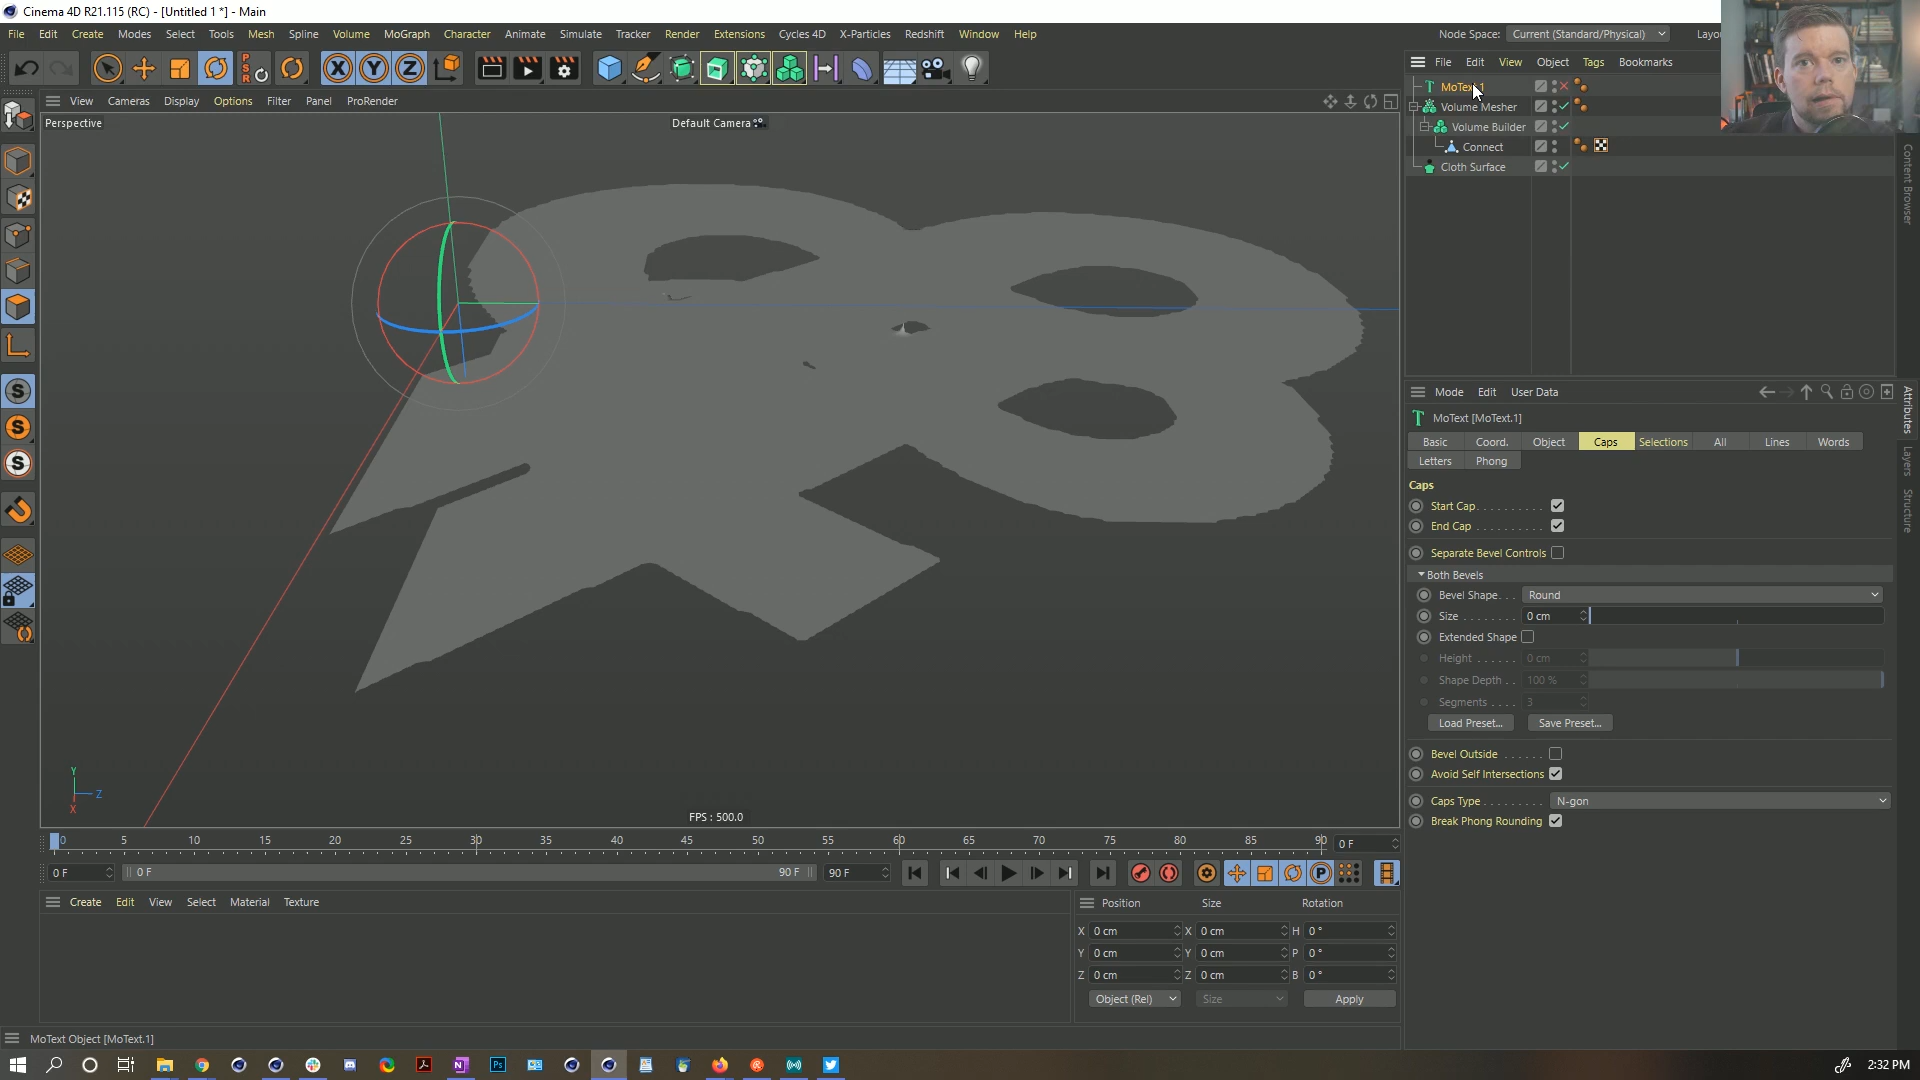 Cinema 4D R21.115 (RC) - [Untitled 1 *] - Main
File Edit Create Modes Select Tools Mesh Spline Volume MoGraph Character Animate Simulate Tracker Render Extensions Cycles 4D X-Particles Redshift Window Help Node Space: Current (Standard/Physical)
PSR X Y Z
File Edit View Object Tags Bookmarks
View Cameras Display Options Filter Panel ProRender
Perspective
Default Camera
MoText.1
Volume Mesher
Volume Builder
Connect
Cloth Surface
Content Browser
Mode Edit User Data
MoText [MoText.1]
Basic Coord. Object Caps Selections All Lines Words
Letters Phong
Attributes
Layers
Structure
Caps
Start Cap
End Cap
Separate Bevel Controls
Both Bevels
Bevel Shape Round
Size 0 cm
Extended Shape
Height 0 cm
Shape Depth 100 %
Segments 3
Load Preset... Save Preset...
Bevel Outside
Avoid Self Intersections
Caps Type N-gon
Break Phong Rounding
S
S
S
Y
Z
X
FPS : 500.0
0 5 10 15 20 25 30 35 40 45 50 55 60 65 70 75 80 85 90 0 F
0 F 0 F 90 F 90 F P
Create Edit View Select Material Texture
Position Size Rotation
X 0 cm X 0 cm H 0 °
Y 0 cm Y 0 cm P 0 °
Z 0 cm Z 0 cm B 0 °
Object (Rel) Size Apply
MoText Object [MoText.1]
N Ps
2:32 PM